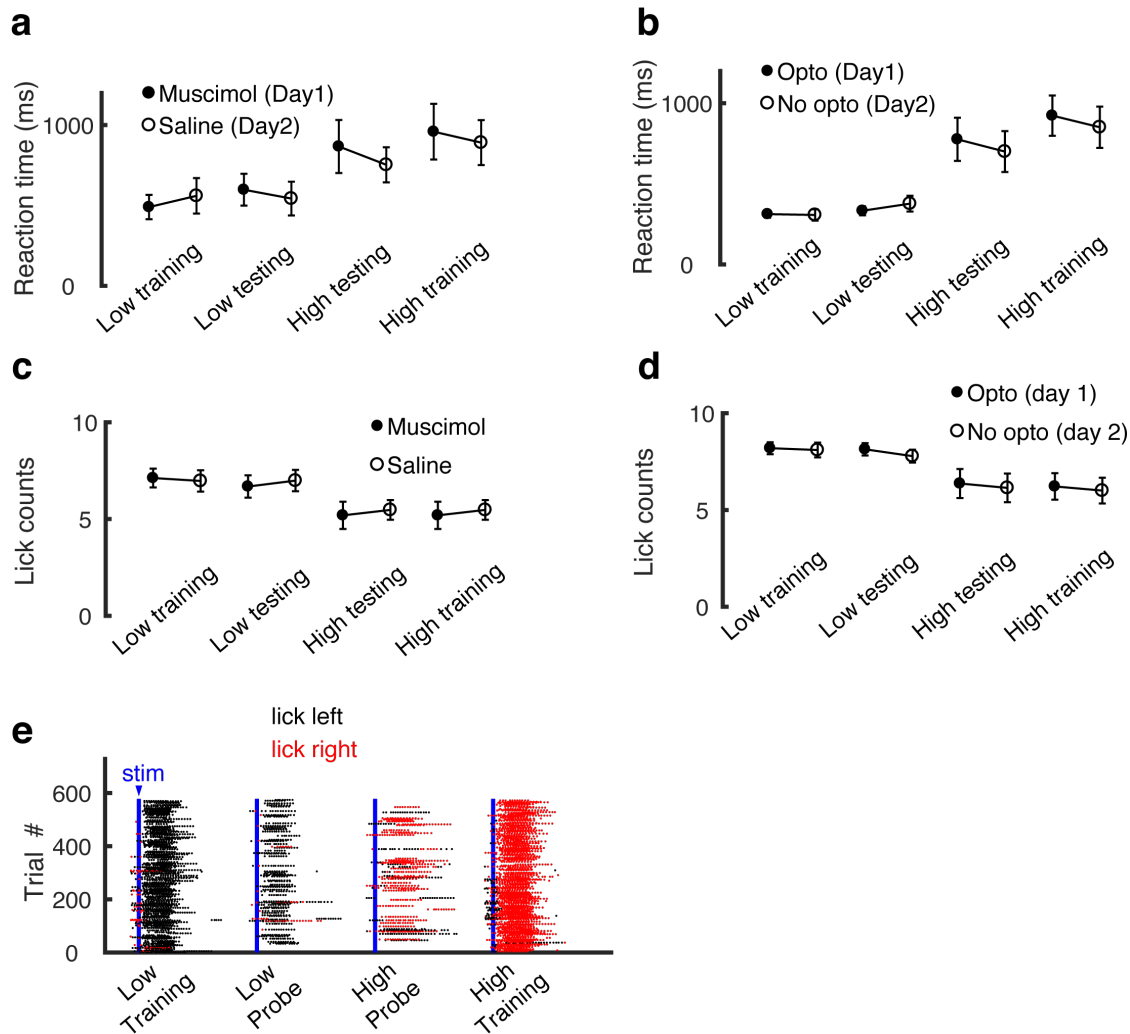 a
Reaction time (ms)
1000
0
Muscimol (Day1)
Saline (Day2)
Low training
Low testing
High testing
High training
b
Reaction time (ms)
1000
0
Opto (Day1)
No opto (Day2)
Low training
Low testing
High testing
High training
c
Lick counts
10
5
0
Muscimol
Saline
Low training
Low testing
High testing
High training
d
Lick counts
10
5
0
Opto (day 1)
No opto (day 2)
Low training
Low testing
High testing
High training
e
lick left
lick right
stim
Trial #
600
400
200
0
Low
Training
Low
Probe
High
Probe
High
Training